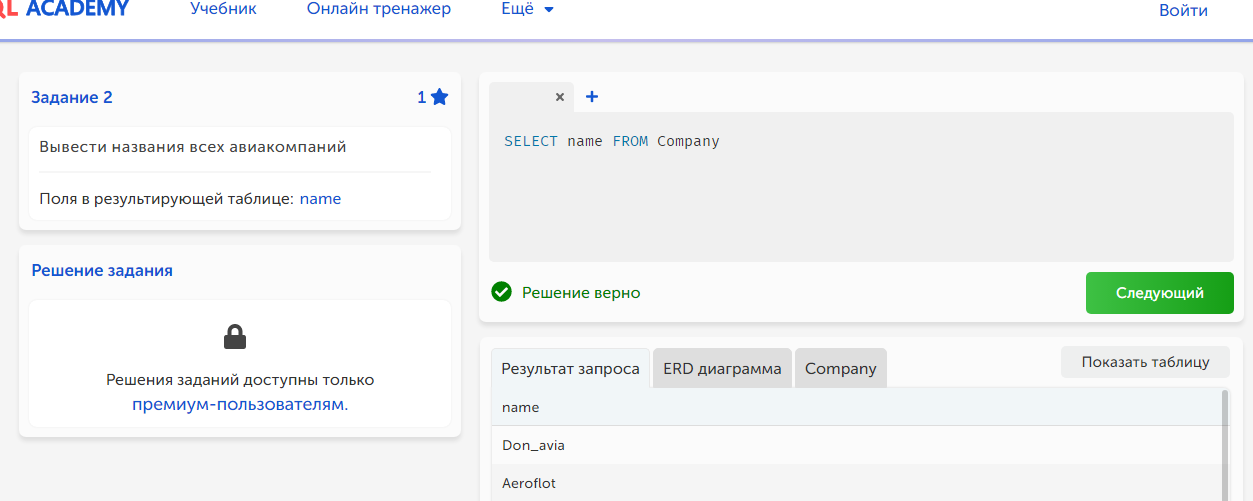 QL ACADEMY
Учебник
Онлайн тренажер
Ещё
Войти
Задание 2
1
Вывести названия всех авиакомпаний
Поля в результирующей таблице: name
Решение задания
Решения заданий доступны только
премиум-пользователям.
× +
SELECT name FROM Company
Решение верно
Следующий
Результат запроса
ERD диаграмма
Company
Показать таблицу
name
Don_avia
Aeroflot